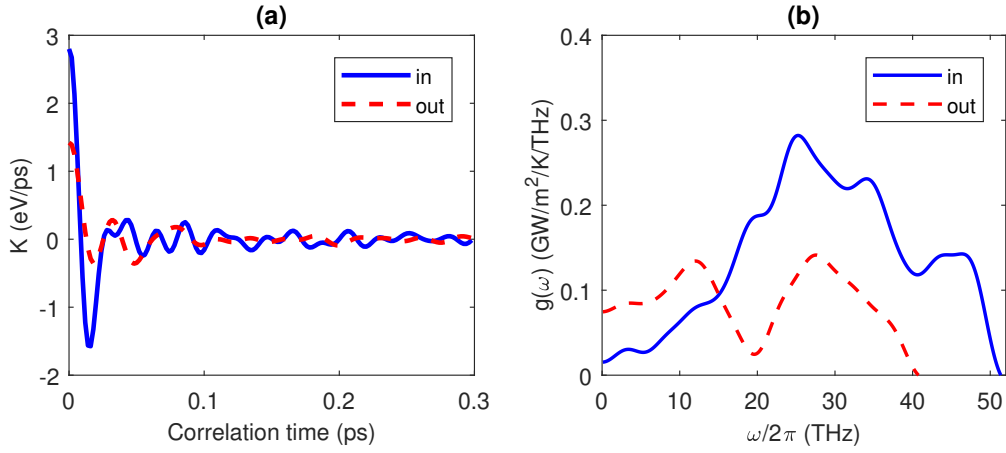 (a)
K (eV/ps)
3
2
1
0
-1
-2
0
0.1
0.2
0.3
Correlation time (ps)
in
out
(b)
g(ω) (GW/m²/K/THz)
0.4
0.3
0.2
0.1
0
0
10
20
30
40
50
ω/2π (THz)
in
out